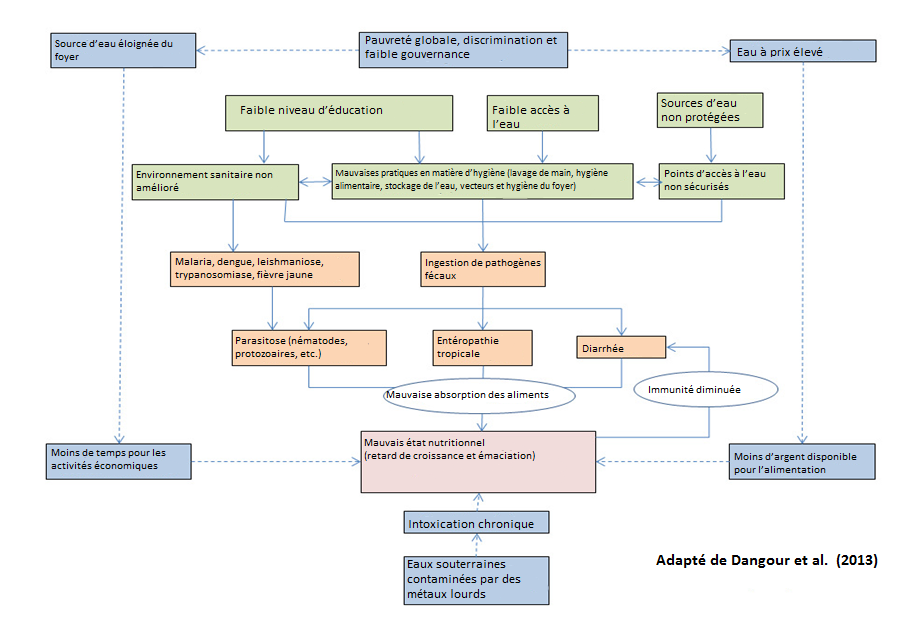 Source d'eau éloignée du
foyer
Pauvreté globale, discrimination et
faible gouvernance
Eau à prix élevé
Faible niveau d'éducation
Faible accès à
l'eau
Sources d'eau
non protégées
Environnement sanitaire non
amélioré
Mauvaises pratiques en matière d'hygiène (lavage de main, hygiène
alimentaire, stockage de l'eau, vecteurs et hygiène du foyer)
Points d'accès à l'eau
non sécurisés
Malaria, dengue, leishmaniose,
trypanosomiase, fièvre jaune
Ingestion de pathogènes
fécaux
Parasitose (nématodes,
protozoaires, etc.)
Entéropathie
tropicale
Diarrhée
Mauvaise absorption des aliments
Immunité diminuée
Moins de temps pour les
activités économiques
Mauvais état nutritionnel
(retard de croissance et émaciation)
Moins d'argent disponible
pour l'alimentation
Intoxication chronique
Eaux souterraines
contaminées par des
métaux lourds
Adapté de Dangour et al. (2013)